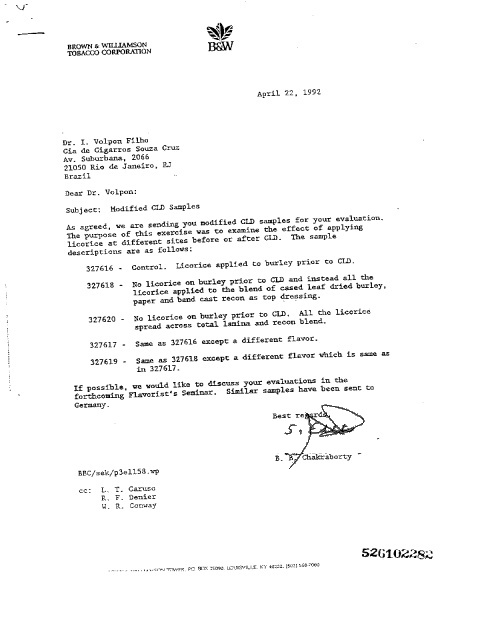 BROWN & WILLIAMSON
TOBACCO CORPORATION
B&W
April 22, 1992
Dr. I. Volpon Filho
Cia de Cigarros Souza Cruz
Av. Suburbana, 2066
21050 Rio de Janeiro, RJ
Brazil
Dear Dr. Volpon:
Subject: Modified CLD Samples
As agreed, we are sending you modified CLD samples for your evaluation.
The purpose of this exercise was to examine the effect of applying
licorice at different sites before or after CLD. The sample
descriptions are as follows:
327616 - Control. Licorice applied to burley prior to CLD.
327618 - No licorice on burley prior to CLD and instead all the
licorice applied to the blend of cased leaf dried burley,
paper and band cast recon as top dressing.
327620 - No licorice on burley prior to CLD. All the licorice
spread across total lamina and recon blend.
327617 - Same as 327616 except a different flavor.
327619 - Same as 327618 except a different flavor which is same as
in 327617.
If possible, we would like to discuss your evaluations in the
forthcoming Flavorist's Seminar. Similar samples have been sent to
Germany.
Best regards,
B. R. Chakraborty
BBC/sek/p3ell58.wp
cc: L. T. Caruso
R. F. Denier
W. R. Conway
526102282
TOWER, PO BOX 35090, LOUISVILLE, KY 40232, (502) 568-7000